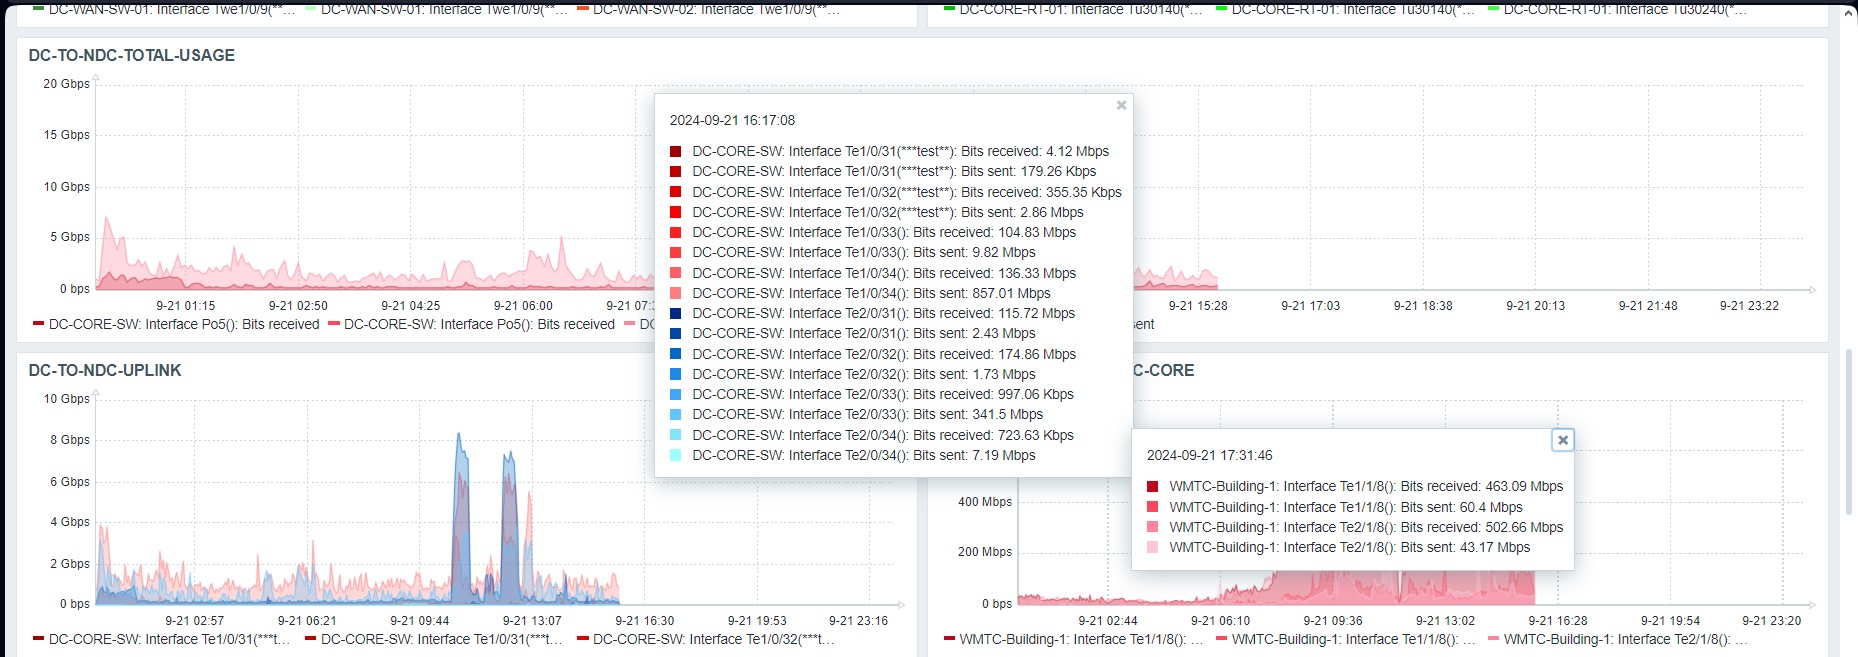 DC-WAN-SW-01: Interface Twe1/0/9(**... DC-WAN-SW-01: Interface Twe1/0/9(**... DC-WAN-SW-02: Interface Twe1/0/9(**...
DC-CORE-RT-01: Interface Tu30140(*... DC-CORE-RT-01: Interface Tu30140(*... DC-CORE-RT-01: Interface Tu30240(*...
DC-TO-NDC-TOTAL-USAGE
20 Gbps
15 Gbps
10 Gbps
5 Gbps
0 bps
9-21 01:15 9-21 02:50 9-21 04:25 9-21 06:00 9-21 07:3 9-21 15:28 9-21 17:03 9-21 18:38 9-21 20:13 9-21 21:48 9-21 23:22
DC-CORE-SW: Interface Po5(): Bits received DC-CORE-SW: Interface Po5(): Bits received DC sent
2024-09-21 16:17:08
DC-CORE-SW: Interface Te1/0/31(***test**): Bits received: 4.12 Mbps
DC-CORE-SW: Interface Te1/0/31(***test**): Bits sent: 179.26 Kbps
DC-CORE-SW: Interface Te1/0/32(***test**): Bits received: 355.35 Kbps
DC-CORE-SW: Interface Te1/0/32(***test**): Bits sent: 2.86 Mbps
DC-CORE-SW: Interface Te1/0/33(): Bits received: 104.83 Mbps
DC-CORE-SW: Interface Te1/0/33(): Bits sent: 9.82 Mbps
DC-CORE-SW: Interface Te1/0/34(): Bits received: 136.33 Mbps
DC-CORE-SW: Interface Te1/0/34(): Bits sent: 857.01 Mbps
DC-CORE-SW: Interface Te2/0/31(): Bits received: 115.72 Mbps
DC-CORE-SW: Interface Te2/0/31(): Bits sent: 2.43 Mbps
DC-CORE-SW: Interface Te2/0/32(): Bits received: 174.86 Mbps
DC-CORE-SW: Interface Te2/0/32(): Bits sent: 1.73 Mbps
DC-CORE-SW: Interface Te2/0/33(): Bits received: 997.06 Kbps
DC-CORE-SW: Interface Te2/0/33(): Bits sent: 341.5 Mbps
DC-CORE-SW: Interface Te2/0/34(): Bits received: 723.63 Kbps
DC-CORE-SW: Interface Te2/0/34(): Bits sent: 7.19 Mbps
DC-TO-NDC-UPLINK
10 Gbps
8 Gbps
6 Gbps
4 Gbps
2 Gbps
0 bps
9-21 02:57 9-21 06:21 9-21 09:44 9-21 13:07 9-21 16:30 9-21 19:53 9-21 23:16
DC-CORE-SW: Interface Te1/0/31(***t... DC-CORE-SW: Interface Te1/0/31(***t... DC-CORE-SW: Interface Te1/0/32(***t...
C-CORE
400 Mbps
200 Mbps
0 bps
2024-09-21 17:31:46
WMTC-Building-1: Interface Te1/1/8(): Bits received: 463.09 Mbps
WMTC-Building-1: Interface Te1/1/8(): Bits sent: 60.4 Mbps
WMTC-Building-1: Interface Te2/1/8(): Bits received: 502.66 Mbps
WMTC-Building-1: Interface Te2/1/8(): Bits sent: 43.17 Mbps
9-21 02:44 9-21 06:10 9-21 09:36 9-21 13:02 9-21 16:28 9-21 19:54 9-21 23:20
WMTC-Building-1: Interface Te1/1/8(): ... WMTC-Building-1: Interface Te1/1/8(): ... WMTC-Building-1: Interface Te2/1/8(): ...